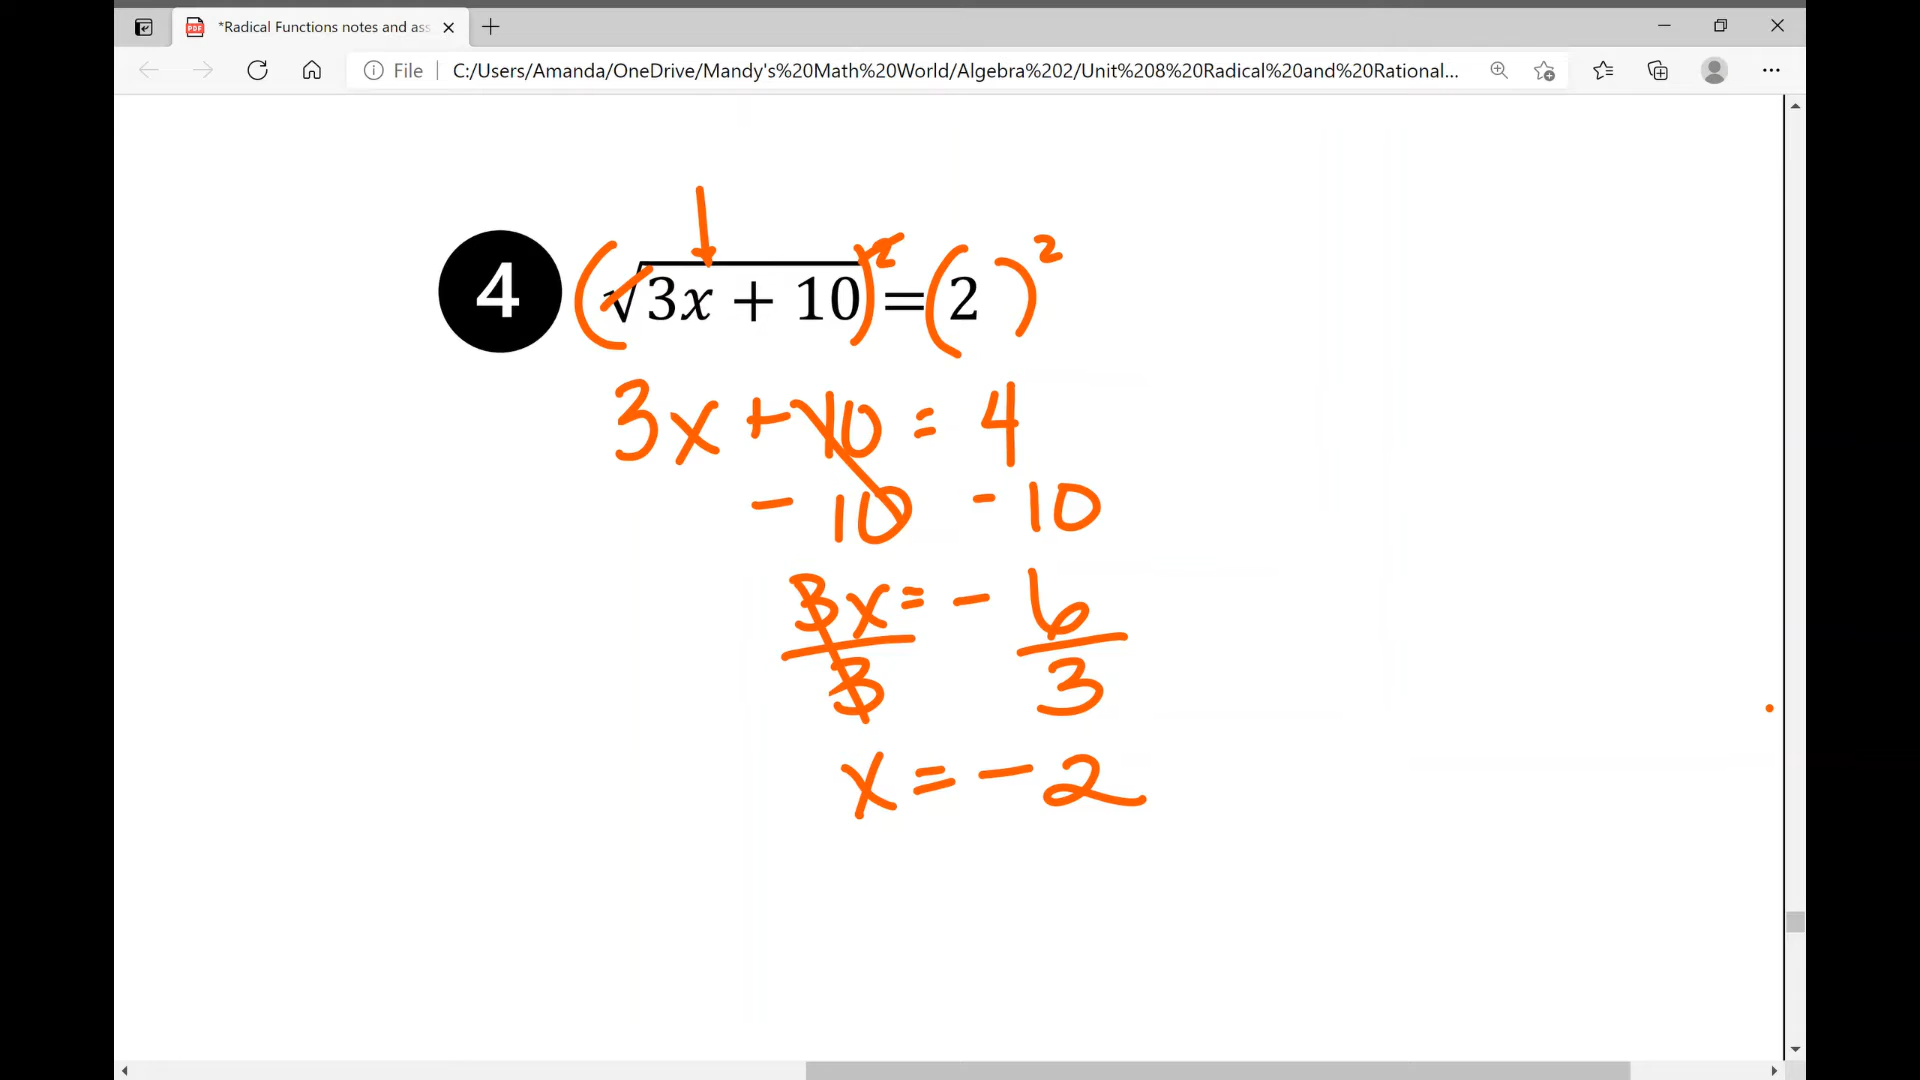 *Radical Functions notes and ass
File C:/Users/Amanda/OneDrive/Mandy's%20Math%20World/Algebra%202/Unit%208%20Radical%20and%20Rational...
4 (√3x + 10)² = (2)²
3x + 10 = 4
- 10 - 10
3x = - 6
3 3
x = - 2